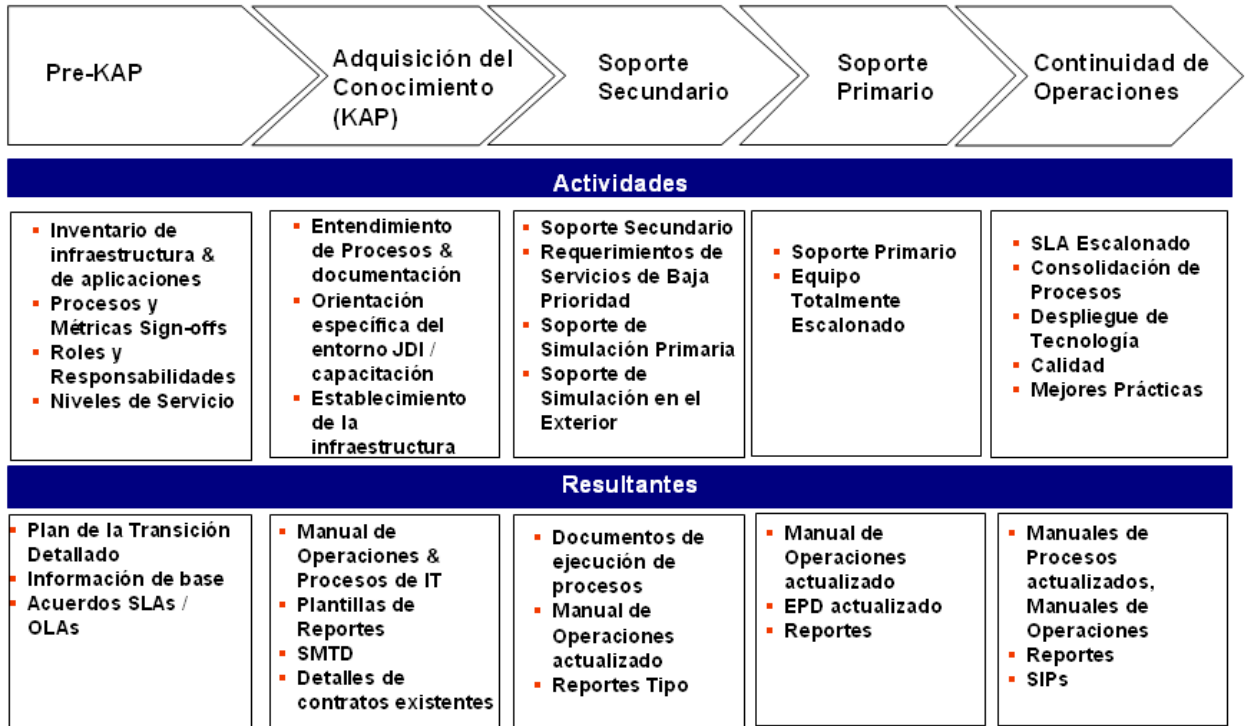 Pre-KAP
Adquisición del
Conocimiento
(KAP)
Soporte
Secundario
Soporte
Primario
Continuidad de
Operaciones
Actividades
Inventario de
infraestructura &
de aplicaciones
Procesos y
Métricas Sign-offs
Roles y
Responsabilidades
Niveles de Servicio
Entendimiento
de Procesos &
documentación
Orientación
específica del
entorno JDI /
capacitación
Establecimiento
de la
infraestructura
Soporte Secundario
Requerimientos de
Servicios de Baja
Prioridad
Soporte de
Simulación Primaria
Soporte de
Simulación en el
Exterior
Soporte Primario
Equipo
Totalmente
Escalonado
SLA Escalonado
Consolidación de
Procesos
Despliegue de
Tecnología
Calidad
Mejores Prácticas
Resultantes
Plan de la Transición
Detallado
Información de base
Acuerdos SLAs /
OLAs
Manual de
Operaciones &
Procesos de IT
Plantillas de
Reportes
SMTD
Detalles de
contratos existentes
Documentos de
ejecución de
procesos
Manual de
Operaciones
actualizado
Reportes Tipo
Manual de
Operaciones
actualizado
EPD actualizado
Reportes
Manuales de
Procesos
actualizados,
Manuales de
Operaciones
Reportes
SIPs